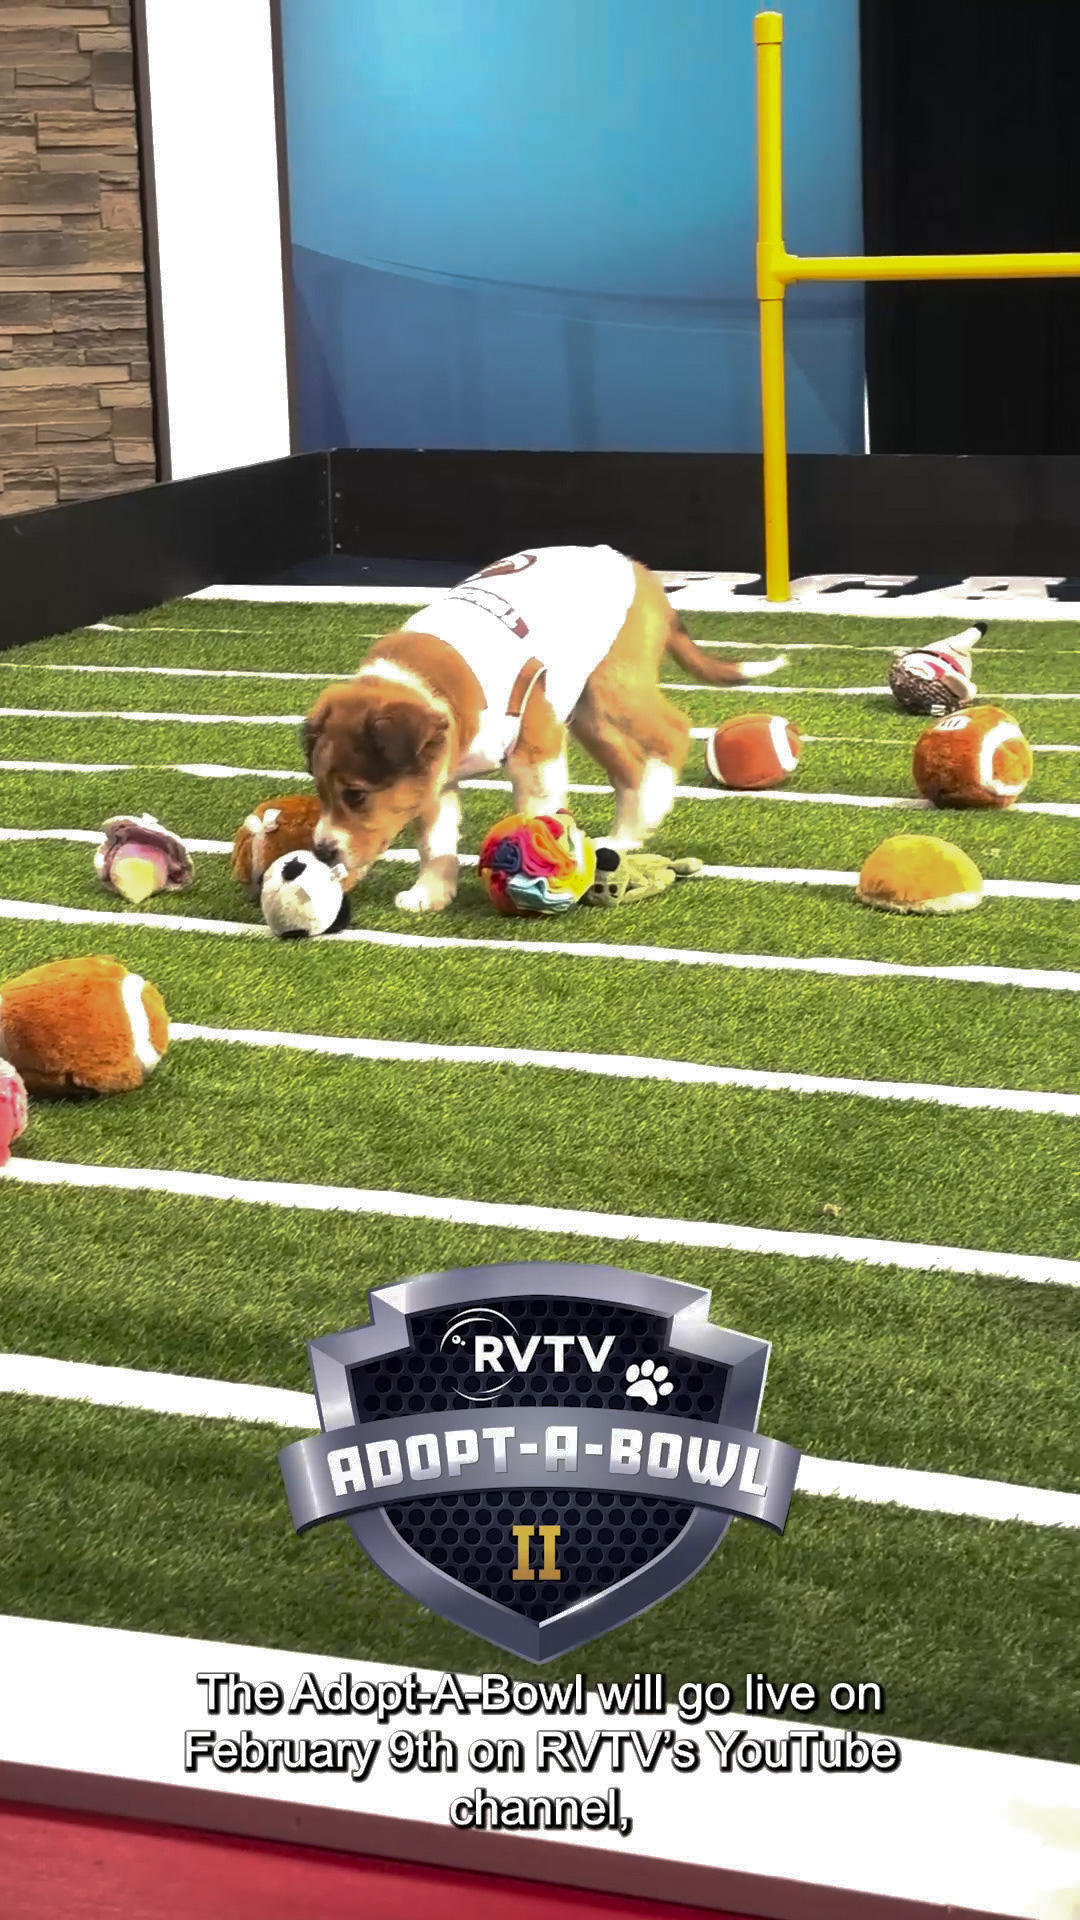 RVTV
ADOPT-A-BOWL
II
The Adopt-A-Bowl will go live on
February 9th on RVTV's YouTube
channel,